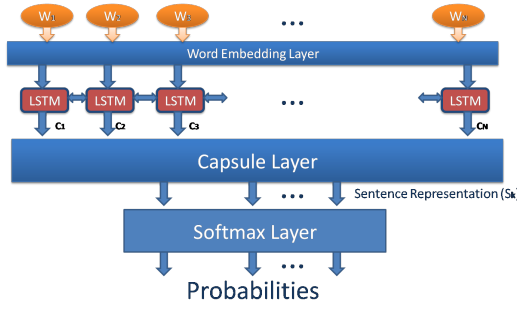 W1 W2 W3 ... WN
Word Embedding Layer
LSTM LSTM LSTM ... LSTM
C1 C2 C3 CN
Capsule Layer
...
Sentence Representation (Sk)
Softmax Layer
...
Probabilities